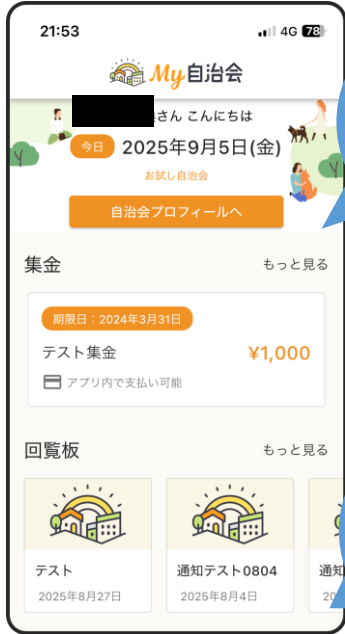 21:53
4G 78
My自治会
さん こんにちは
今日 2025年9月5日(金)
お試し自治会
自治会プロフィールへ
集金 もっと見る
期限日：2024年3月31日
テスト集金 ¥1,000
アプリ内で支払い可能
回覧板 もっと見る
テスト 通知テスト0804 通知
2025年8月27日 2025年8月4日 20